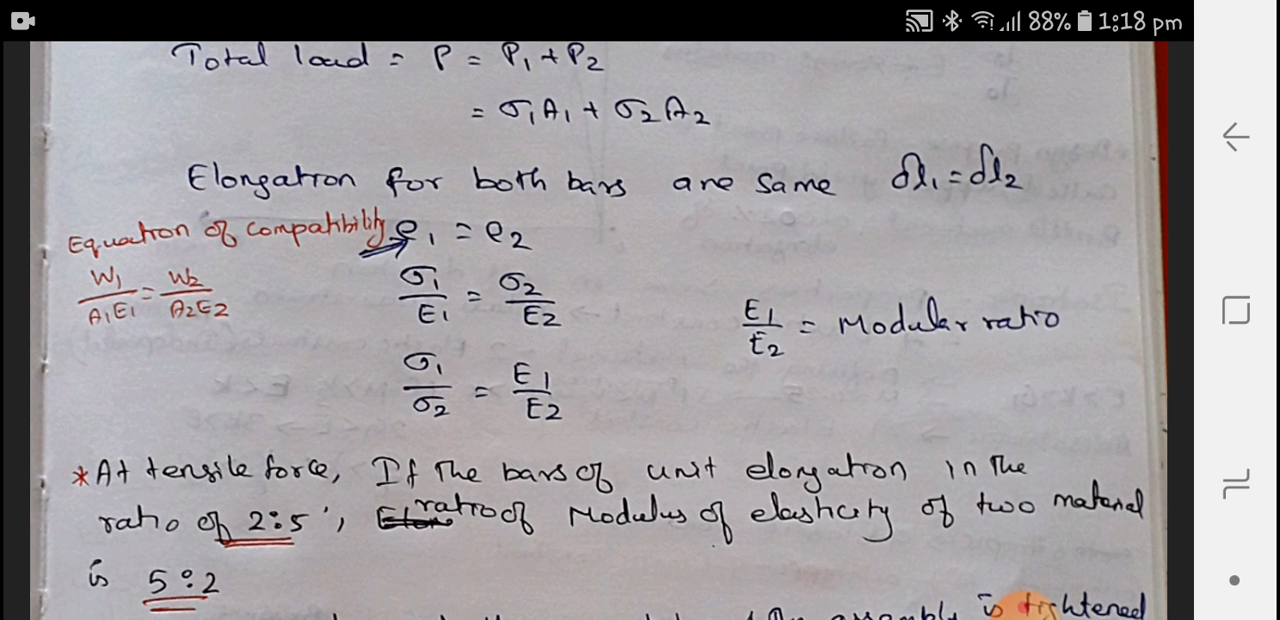 88% 1:18 pm
Total load = P = P₁ + P₂
= σ₁A₁ + σ₂A₂
Elongation for both bars are same δl₁ = δl₂
Equation of compatibility e₁ = e₂
W₁/A₁E₁ = W₂/A₂E₂
σ₁/E₁ = σ₂/E₂
E₁/E₂ = Modular ratio
σ₁/σ₂ = E₁/E₂
*At tensile force, If The bars of unit elongation in The
ratio of 2:5', ratio of Modulus of elasticity of two material
is 5:2
is tightened